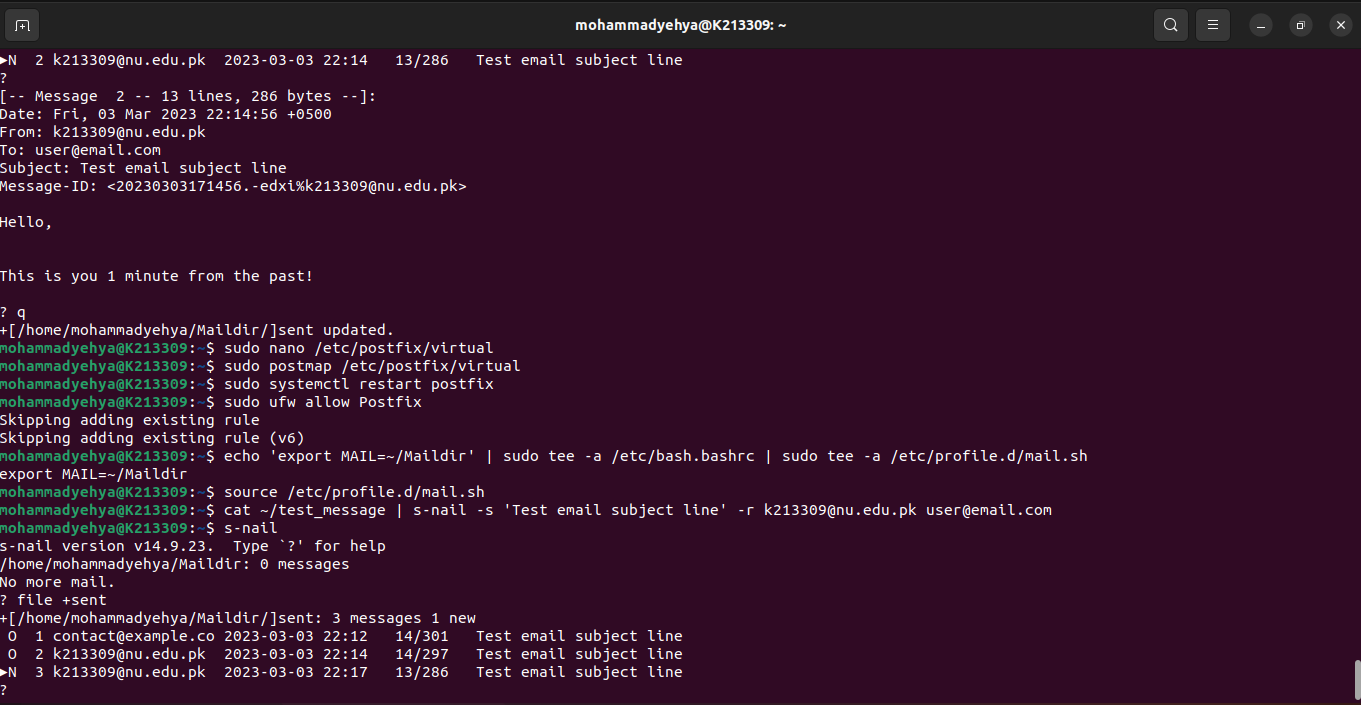 mohammadyehya@K213309: ~
▶N  2 k213309@nu.edu.pk  2023-03-03 22:14   13/286   Test email subject line
?
[-- Message  2 -- 13 lines, 286 bytes --]:
Date: Fri, 03 Mar 2023 22:14:56 +0500
From: k213309@nu.edu.pk
To: user@email.com
Subject: Test email subject line
Message-ID: <20230303171456.-edxi%k213309@nu.edu.pk>

Hello,


This is you 1 minute from the past!

? q
+[/home/mohammadyehya/Maildir/]sent updated.
mohammadyehya@K213309:~$ sudo nano /etc/postfix/virtual
mohammadyehya@K213309:~$ sudo postmap /etc/postfix/virtual
mohammadyehya@K213309:~$ sudo systemctl restart postfix
mohammadyehya@K213309:~$ sudo ufw allow Postfix
Skipping adding existing rule
Skipping adding existing rule (v6)
mohammadyehya@K213309:~$ echo 'export MAIL=~/Maildir' | sudo tee -a /etc/bash.bashrc | sudo tee -a /etc/profile.d/mail.sh
export MAIL=~/Maildir
mohammadyehya@K213309:~$ source /etc/profile.d/mail.sh
mohammadyehya@K213309:~$ cat ~/test_message | s-nail -s 'Test email subject line' -r k213309@nu.edu.pk user@email.com
mohammadyehya@K213309:~$ s-nail
s-nail version v14.9.23.  Type `?' for help
/home/mohammadyehya/Maildir: 0 messages
No more mail.
? file +sent
+[/home/mohammadyehya/Maildir/]sent: 3 messages 1 new
 O  1 contact@example.co 2023-03-03 22:12   14/301   Test email subject line
 O  2 k213309@nu.edu.pk  2023-03-03 22:14   14/297   Test email subject line
▶N  3 k213309@nu.edu.pk  2023-03-03 22:17   13/286   Test email subject line
?